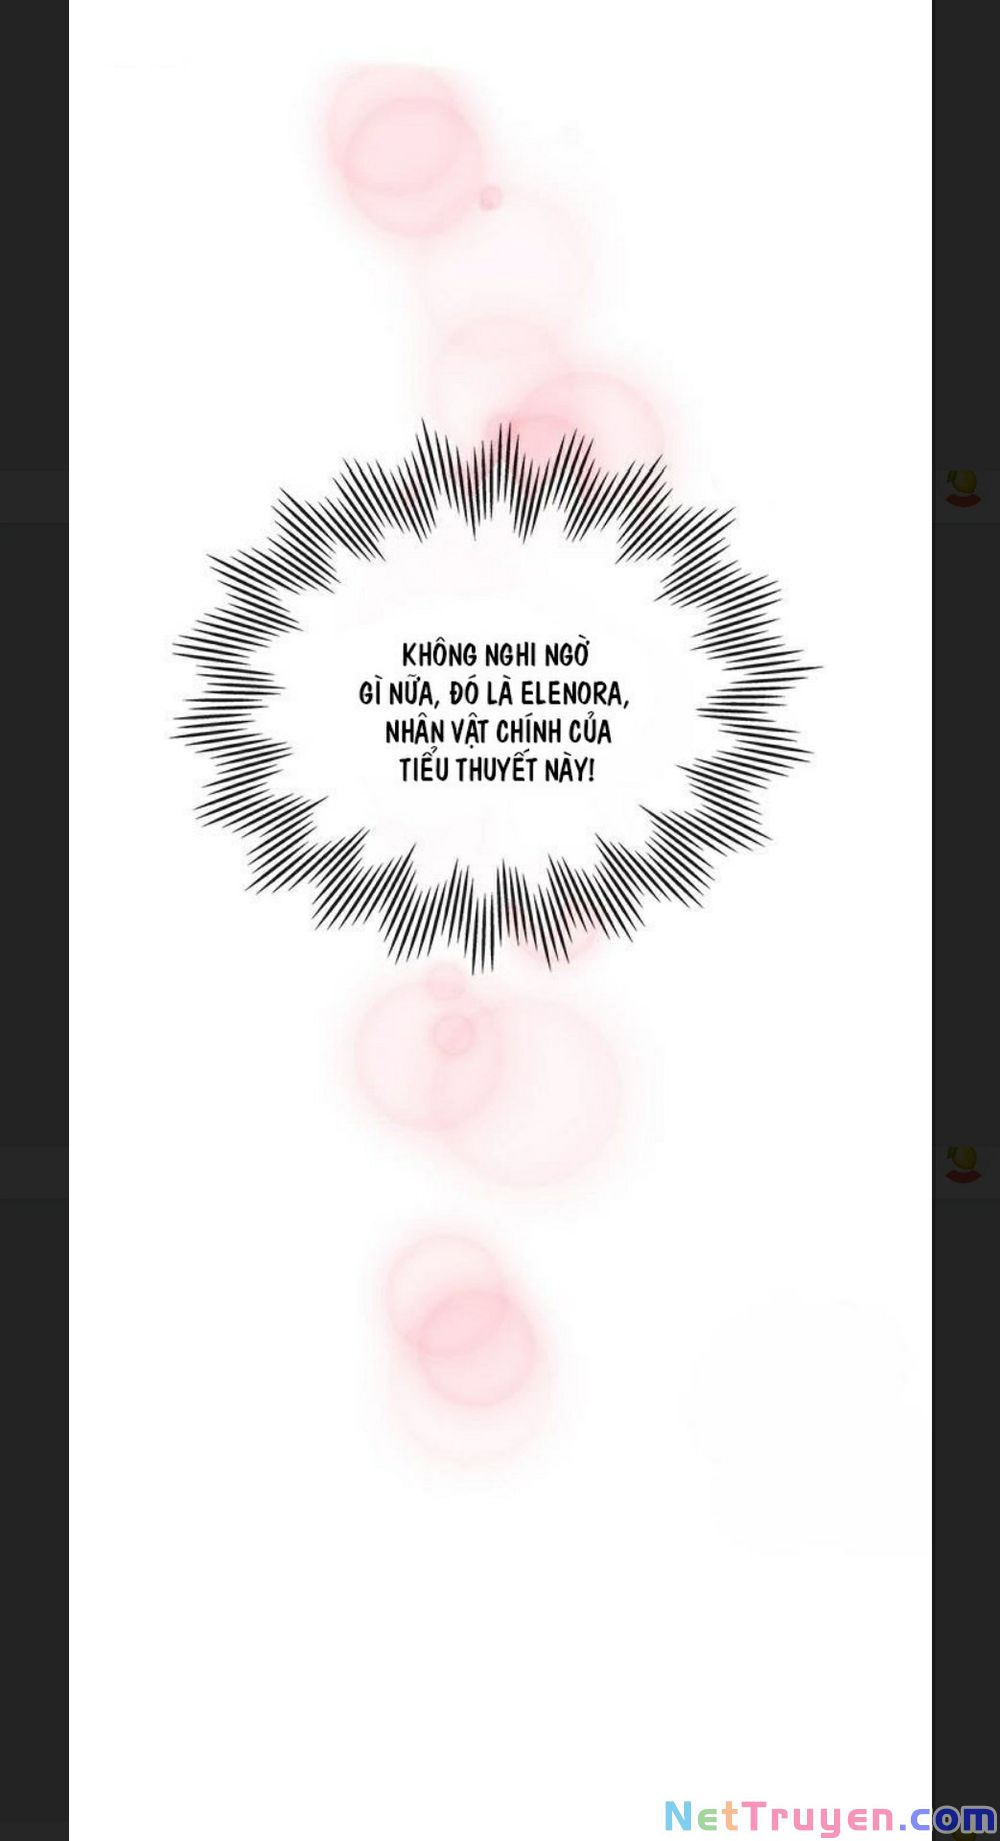 KHÔNG NGHI NGỜ
GÌ NỮA, ĐÓ LÀ ELENORA,
NHÂN VẬT CHÍNH CỦA
TIỂU THUYẾT NÀY!
NetTruyen.com